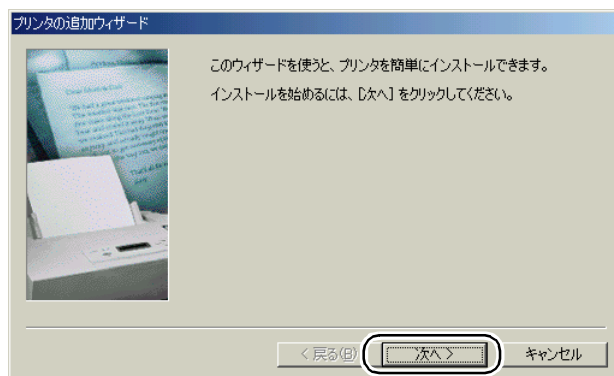 プリンタの追加ウィザード
このウィザードを使うと、プリンタを簡単にインストールできます。
インストールを始めるには、[次へ] をクリックしてください。
Dear
< 戻る(B)
次へ >
キャンセル